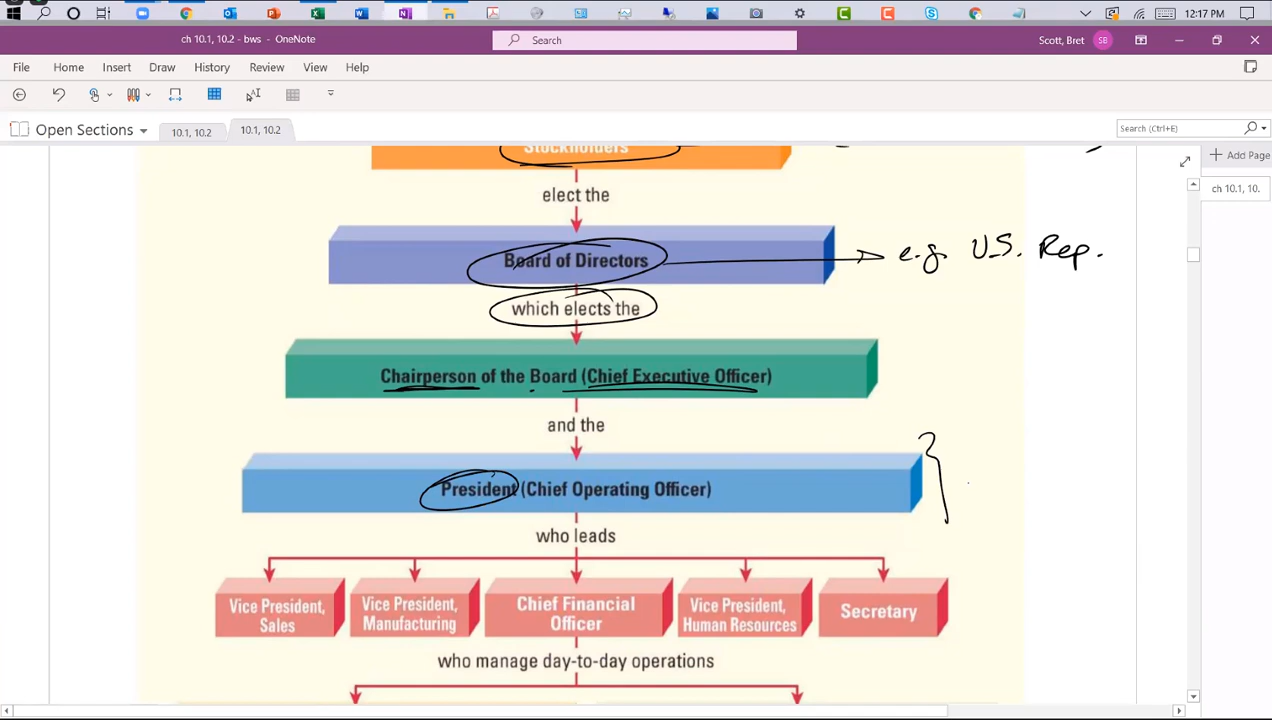 12:17 PM
ch 10.1, 10.2 - bws - OneNote
Search
Scott, Bret
SB
File Home Insert Draw History Review View Help
Open Sections
10.1, 10.2
10.1, 10.2
Search (Ctrl+E)
Add Page
ch 10.1, 10.
Stockholders
elect the
Board of Directors
e.g. U.S. Rep.
which elects the
Chairperson of the Board (Chief Executive Officer)
and the
President (Chief Operating Officer)
who leads
Vice President,
Sales
Vice President,
Manufacturing
Chief Financial
Officer
Vice President,
Human Resources
Secretary
who manage day-to-day operations